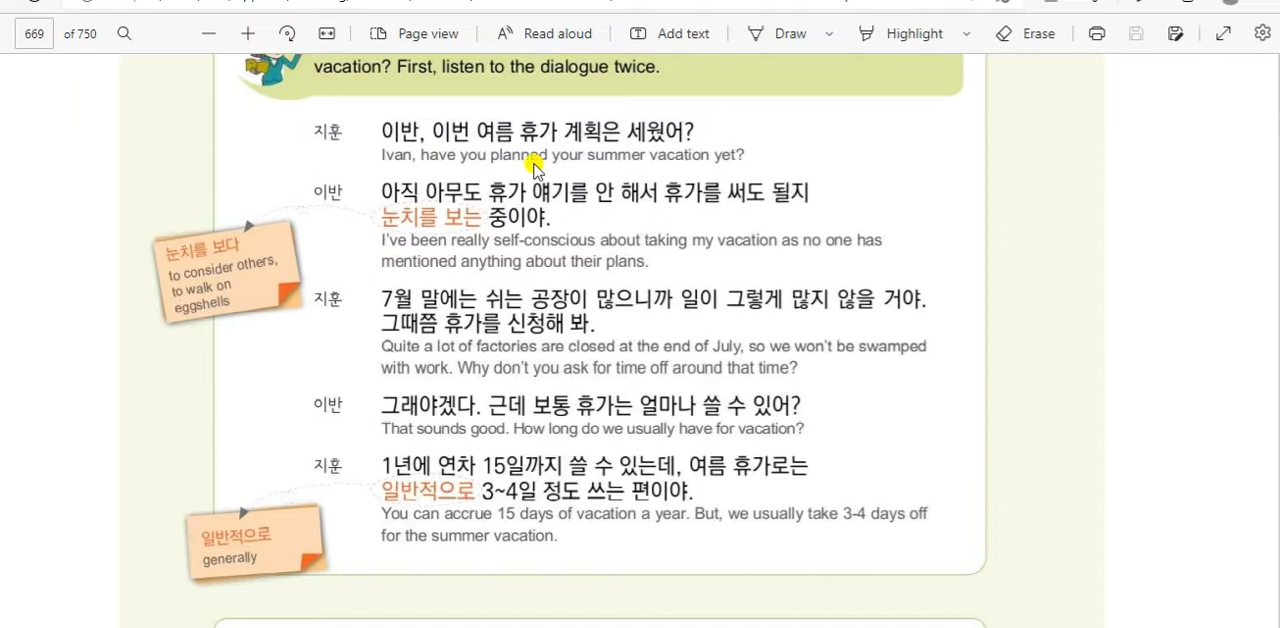 669 of 750 Page view Read aloud Add text Draw Highlight Erase
vacation? First, listen to the dialogue twice.
지훈 이반, 이번 여름 휴가 계획은 세웠어?
Ivan, have you planned your summer vacation yet?
이반 아직 아무도 휴가 얘기를 안 해서 휴가를 써도 될지
눈치를 보는 중이야.
I've been really self-conscious about taking my vacation as no one has
mentioned anything about their plans.
눈치를 보다
to consider others,
to walk on
eggshells
지훈 7월 말에는 쉬는 공장이 많으니까 일이 그렇게 많지 않을 거야.
그때쯤 휴가를 신청해 봐.
Quite a lot of factories are closed at the end of July, so we won't be swamped
with work. Why don't you ask for time off around that time?
이반 그래야겠다. 근데 보통 휴가는 얼마나 쓸 수 있어?
That sounds good. How long do we usually have for vacation?
지훈 1년에 연차 15일까지 쓸 수 있는데, 여름 휴가로는
일반적으로 3~4일 정도 쓰는 편이야.
You can accrue 15 days of vacation a year. But, we usually take 3-4 days off
for the summer vacation.
일반적으로
generally